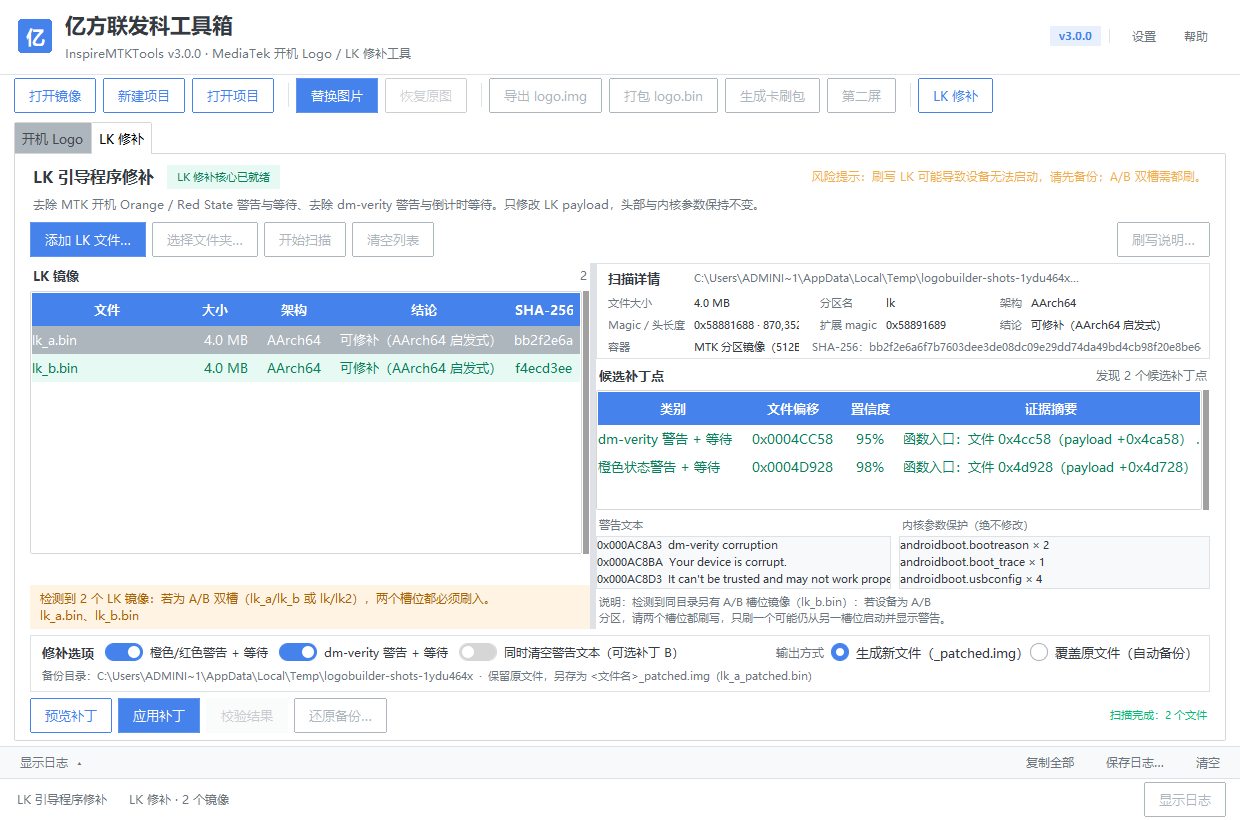 亿
亿方联发科工具箱
InspireMTKTools v3.0.0 · MediaTek 开机 Logo / LK 修补工具
v3.0.0
设置
帮助
打开镜像
新建项目
打开项目
替换图片
恢复原图
导出 logo.img
打包 logo.bin
生成卡刷包
第二屏
LK 修补
开机 Logo
LK 修补
LK 引导程序修补
LK 修补核心已就绪
风险提示：刷写 LK 可能导致设备无法启动，请先备份；A/B 双槽需都刷。
去除 MTK 开机 Orange / Red State 警告与等待、去除 dm-verity 警告与倒计时等待。只修改 LK payload，头部与内核参数保持不变。
添加 LK 文件...
选择文件夹...
开始扫描
清空列表
刷写说明...
LK 镜像
2
文件 大小 架构 结论 SHA-256
lk_a.bin 4.0 MB AArch64 可修补（AArch64 启发式） bb2f2e6a
lk_b.bin 4.0 MB AArch64 可修补（AArch64 启发式） f4ecd3ee
检测到 2 个 LK 镜像：若为 A/B 双槽（lk_a/lk_b 或 lk/lk2），两个槽位都必须刷入。
lk_a.bin、lk_b.bin
扫描详情 C:\Users\ADMINI~1\AppData\Local\Temp\logobuilder-shots-1ydu464x...
文件大小 4.0 MB 分区名 lk 架构 AArch64
Magic / 头长度 0x58881688 · 870,352 扩展 magic 0x58891689 结论 可修补（AArch64 启发式）
容器 MTK 分区镜像（512B SHA-256: bb2f2e6a6f7b7603dee3de08dc09e29dd74da49bd4cb98f20e8be6
候选补丁点
发现 2 个候选补丁点
类别 文件偏移 置信度 证据摘要
dm-verity 警告 + 等待 0x0004CC58 95% 函数入口：文件 0x4cc58（payload +0x4ca58） .
橙色状态警告 + 等待 0x0004D928 98% 函数入口：文件 0x4d928（payload +0x4d728）
警告文本
0x000AC8A3 dm-verity corruption
0x000AC8BA Your device is corrupt.
0x000AC8D3 It can't be trusted and may not work prope
内核参数保护（绝不修改）
androidboot.bootreason × 2
androidboot.boot_trace × 1
androidboot.usbconfig × 4
说明：检测到同目录另有 A/B 槽位镜像（lk_b.bin）：若设备为 A/B
分区，请两个槽位都刷写，只刷一个可能仍从另一槽位启动并显示警告。
修补选项 橙色/红色警告 + 等待 dm-verity 警告 + 等待 同时清空警告文本（可选补丁 B） 输出方式 生成新文件（_patched.img） 覆盖原文件（自动备份）
备份目录：C:\Users\ADMINI~1\AppData\Local\Temp\logobuilder-shots-1ydu464x · 保留原文件，另存为 <文件名>_patched.img（lk_a_patched.bin）
预览补丁
应用补丁
校验结果
还原备份...
扫描完成：2 个文件
显示日志
复制全部
保存日志...
清空
LK 引导程序修补
LK 修补 · 2 个镜像
显示日志